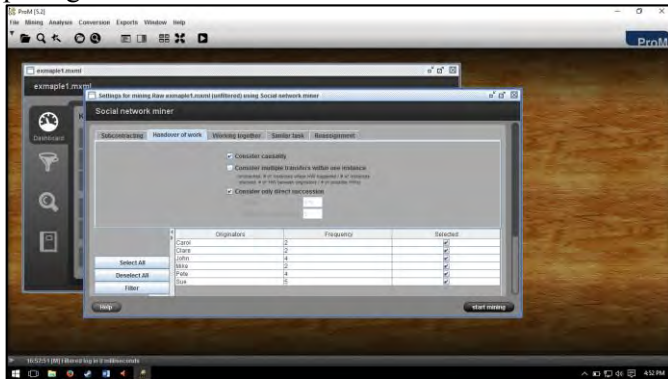 ProM [5.2]
File Mining Analysis Conversion Exports Window Help
ProM
exmaple1.mxml
exmaple1.mxml
Settings for mining Raw exmaple1.mxml (unfiltered) using Social network miner
Social network miner
Dashboard
Subcontracting Handover of work Working together Similar task Reassignment
Consider causality
Consider multiple transfers within one instance
Consider only direct succession
Originators Frequency Selected
Carol 2
Clare 2
John 4
Mike 2
Pete 4
Sue 5
Select All
Deselect All
Filter
Help start mining
4:52 PM